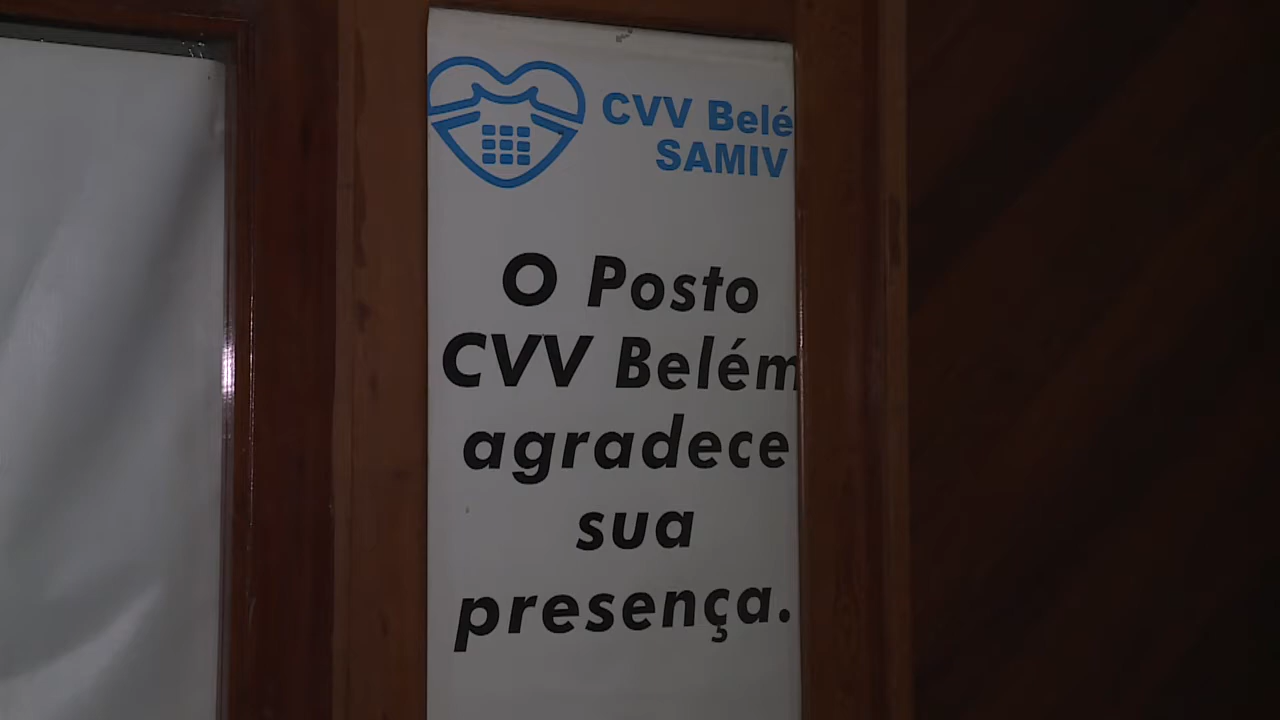 CVV Belé
SAMIV
O Posto
CVV Belém
agradece
sua
presença.